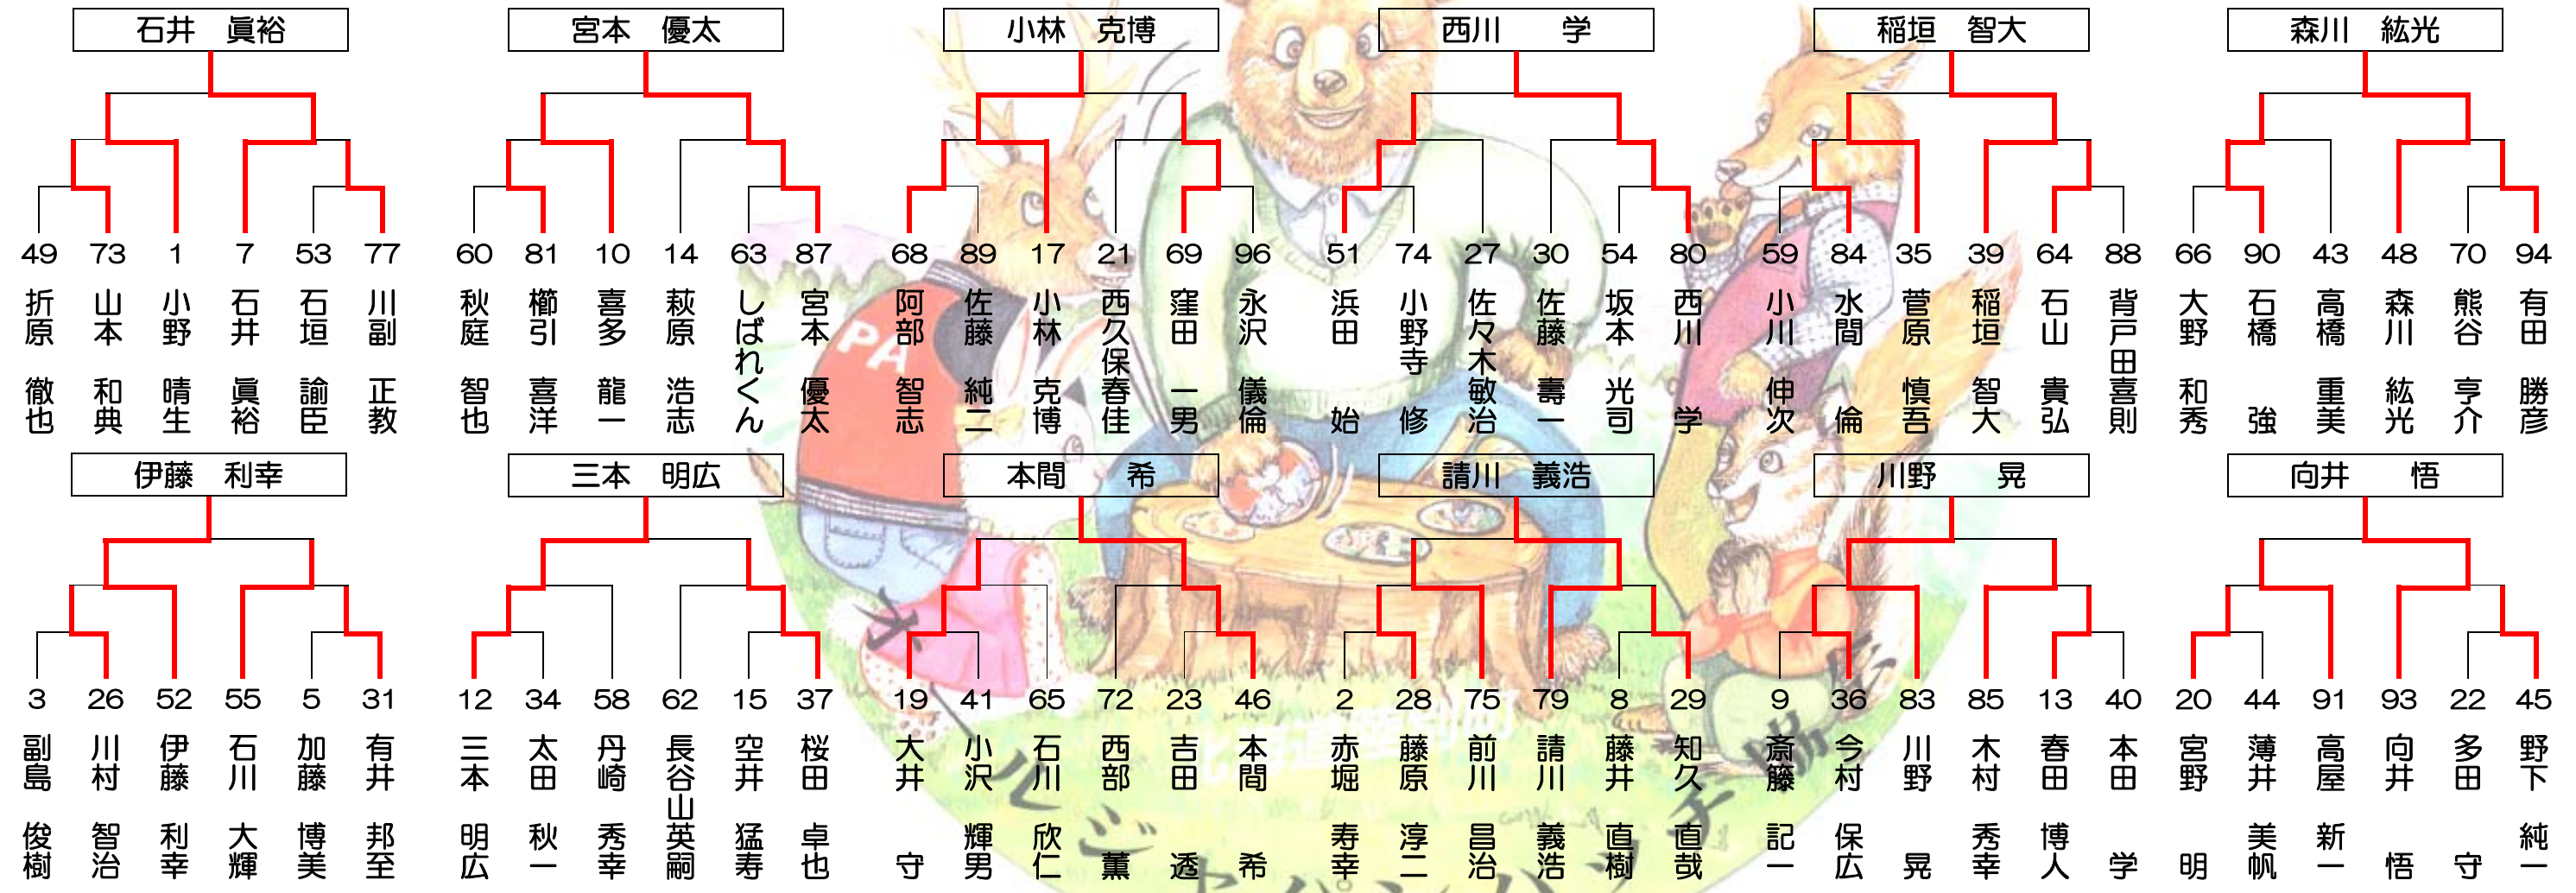 石井　眞裕
宮本　優太
小林　克博
西川　　学
稲垣　智大
森川　紘光
49 73 1 7 53 77
60 81 10 14 63 87
68 89 17 21 69 96
51 74 27 30 54 80
59 84 35 39 64 88
66 90 43 48 70 94
折原　徹也
山本　和典
小野　晴生
石井　眞裕
石垣　諭臣
川副　正教
秋庭　智也
櫛引　喜洋
喜多　龍一
萩原　浩志
しばれくん
宮本　優太
阿部　智志
佐藤　純二
小林　克博
西久保春佳
窪田　一男
永沢　儀倫
浜田　　始
小野寺　修
佐々木敏治
佐藤　壽一
坂本　光司
西川　　学
小川　伸次
水間　　倫
菅原　慎吾
稲垣　智大
石山　貴弘
背戸田喜則
大野　和秀
石橋　　強
高橋　重美
森川　紘光
熊谷　亨介
有田　勝彦
PA
伊藤　利幸
三本　明広
本間　　希
請川　義浩
川野　　晃
向井　　悟
3 26 52 55 5 31
12 34 58 62 15 37
19 41 65 72 23 46
2 28 75 79 8 29
9 36 83 85 13 40
20 44 91 93 22 45
副島　俊樹
川村　智治
伊藤　利幸
石川　大輝
加藤　博美
有井　邦至
三本　明広
太田　秋一
丹崎　秀幸
長谷山英嗣
空井　猛寿
桜田　卓也
大井　　守
小沢　輝男
石川　欣仁
西部　　薫
吉田　　透
本間　　希
赤堀　寿幸
藤原　淳二
前川　昌治
請川　義浩
藤井　直樹
知久　直哉
斎籐　記一
今村　保広
川野　　晃
木村　秀幸
春田　博人
本田　　学
宮野　　明
薄井　美帆
高屋　新一
向井　　悟
多田　　守
野下　純一